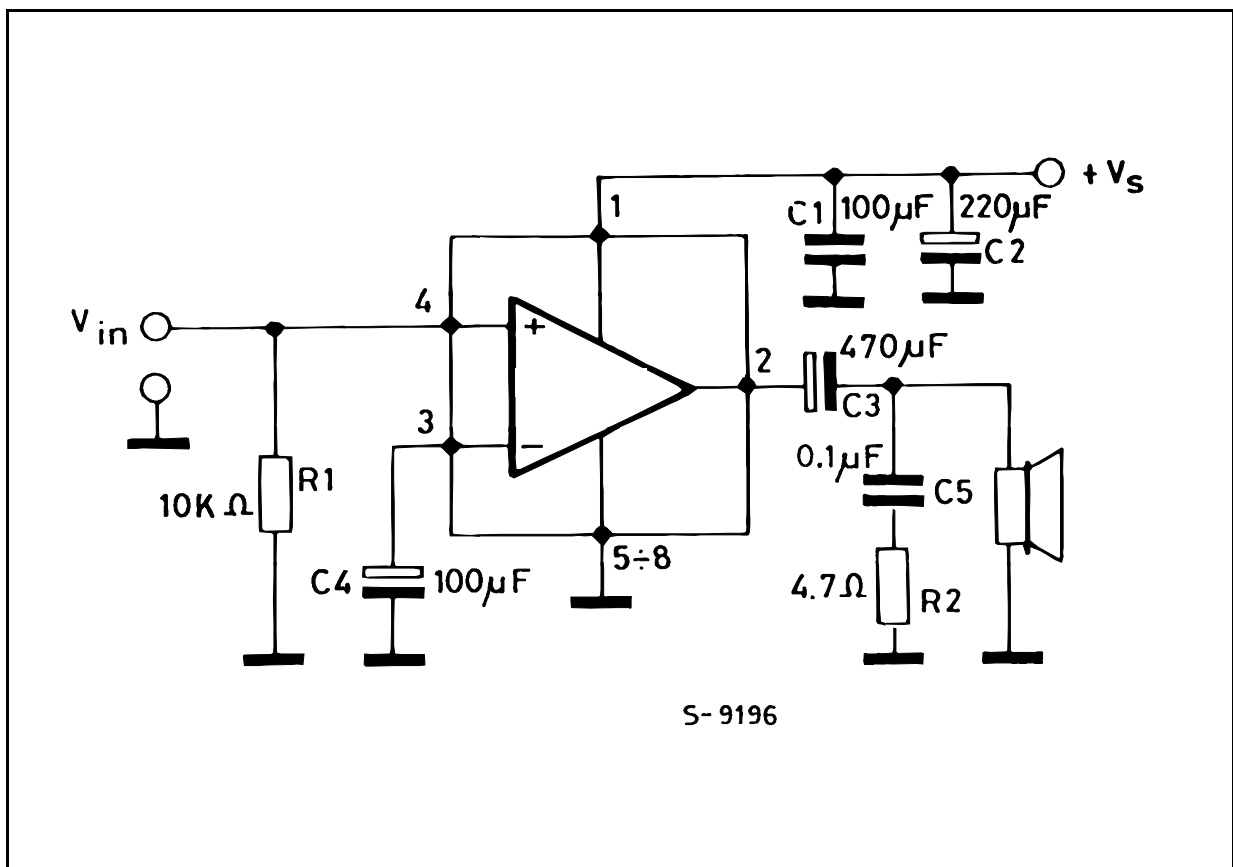 + Vs
1
C1 100µF 220µF
C2
4
Vin
+
470µF
2
C3
3
−
0.1µF
C5
R1
10K Ω
5÷8
C4 100µF
4.7Ω
R2
S-9196